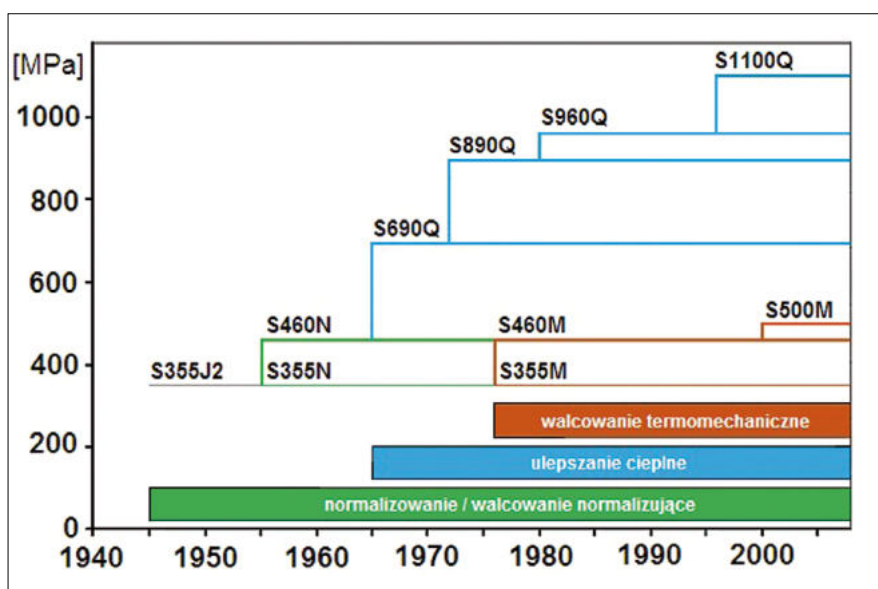 [MPa]
S1100Q
1000
S960Q
S890Q
800
S690Q
600
S500M
S460N
S460M
400
S355J2
S355N
S355M
walcowanie termomechaniczne
200
ulepszanie cieplne
normalizowanie / walcowanie normalizujące
0
1940
1950
1960
1970
1980
1990
2000